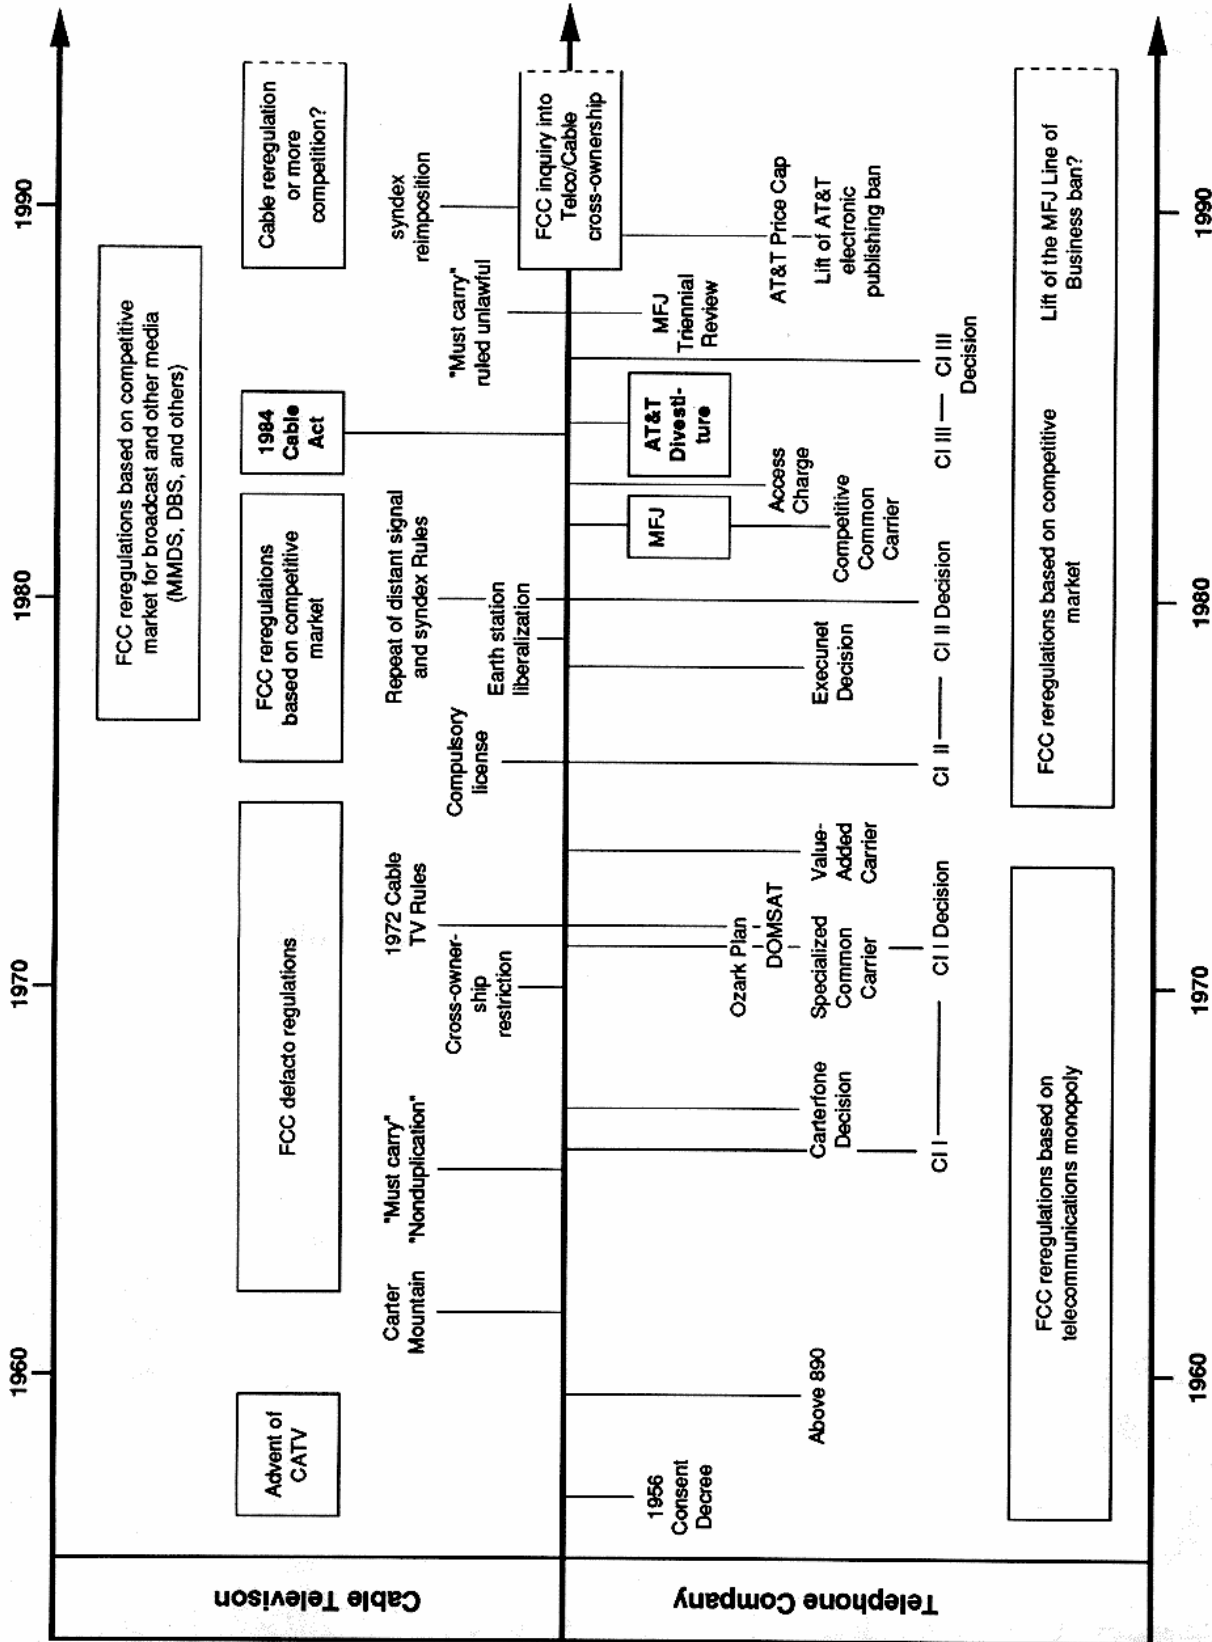 Cable Televison
Telephone Company
1960
1970
1980
1990
FCC reregulations based on competitive
market for broadcast and other media
(MMDS, DBS, and others)
Advent of
CATV
FCC defacto regulations
FCC reregulations
based on competitive
market
1984
Cable
Act
Cable reregulation
or more
competition?
Carter
Mountain
"Must carry"
"Nonduplication"
Cross-owner-
ship
restriction
1972 Cable
TV Rules
Compulsory
license
Repeat of distant signal
and syndex Rules
Earth station
liberalization
"Must carry"
ruled unlawful
syndex
reimposition
FCC inquiry into
Telco/Cable
cross-ownership
1956
Consent
Decree
Above 890
Carterfone
Decision
Ozark Plan
DOMSAT
Specialized
Common
Carrier
Value-
Added
Carrier
Execunet
Decision
MFJ
Competitive
Common
Carrier
Access
Charge
AT&T
Divesti-
ture
MFJ
Triennial
Review
AT&T Price Cap
Lift of AT&T
electronic
publishing ban
CI I
CI I Decision
CI II
CI II Decision
CI III
CI III
Decision
FCC reregulations based on
telecommunications monopoly
FCC reregulations based on competitive
market
Lift of the MFJ Line of
Business ban?
1960
1970
1980
1990